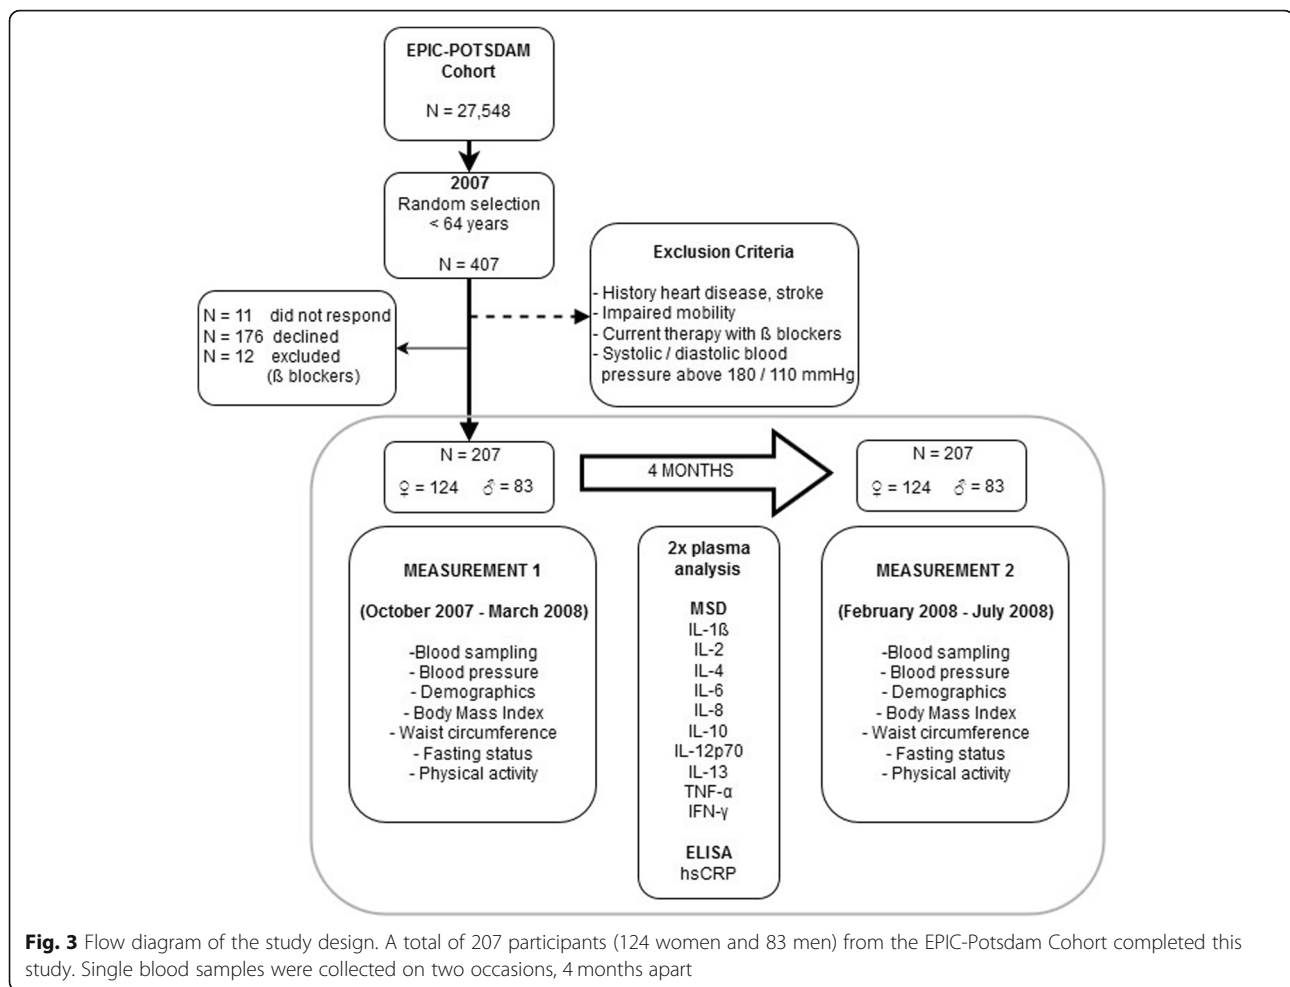 EPIC-POTSDAM
Cohort
N = 27,548
2007
Random selection
< 64 years
N = 407
Exclusion Criteria
- History heart disease, stroke
- Impaired mobility
- Current therapy with ß blockers
- Systolic / diastolic blood
pressure above 180 / 110 mmHg
N = 11 did not respond
N = 176 declined
N = 12 excluded
(ß blockers)
N = 207
♀ = 124 ♂ = 83
4 MONTHS
N = 207
♀ = 124 ♂ = 83
MEASUREMENT 1
(October 2007 - March 2008)
-Blood sampling
- Blood pressure
- Demographics
- Body Mass Index
- Waist circumference
- Fasting status
- Physical activity
2x plasma
analysis
MSD
IL-1ß
IL-2
IL-4
IL-6
IL-8
IL-10
IL-12p70
IL-13
TNF-α
IFN-γ
ELISA
hsCRP
MEASUREMENT 2
(February 2008 - July 2008)
-Blood sampling
- Blood pressure
- Demographics
- Body Mass Index
- Waist circumference
- Fasting status
- Physical activity
Fig. 3 Flow diagram of the study design. A total of 207 participants (124 women and 83 men) from the EPIC-Potsdam Cohort completed this
study. Single blood samples were collected on two occasions, 4 months apart